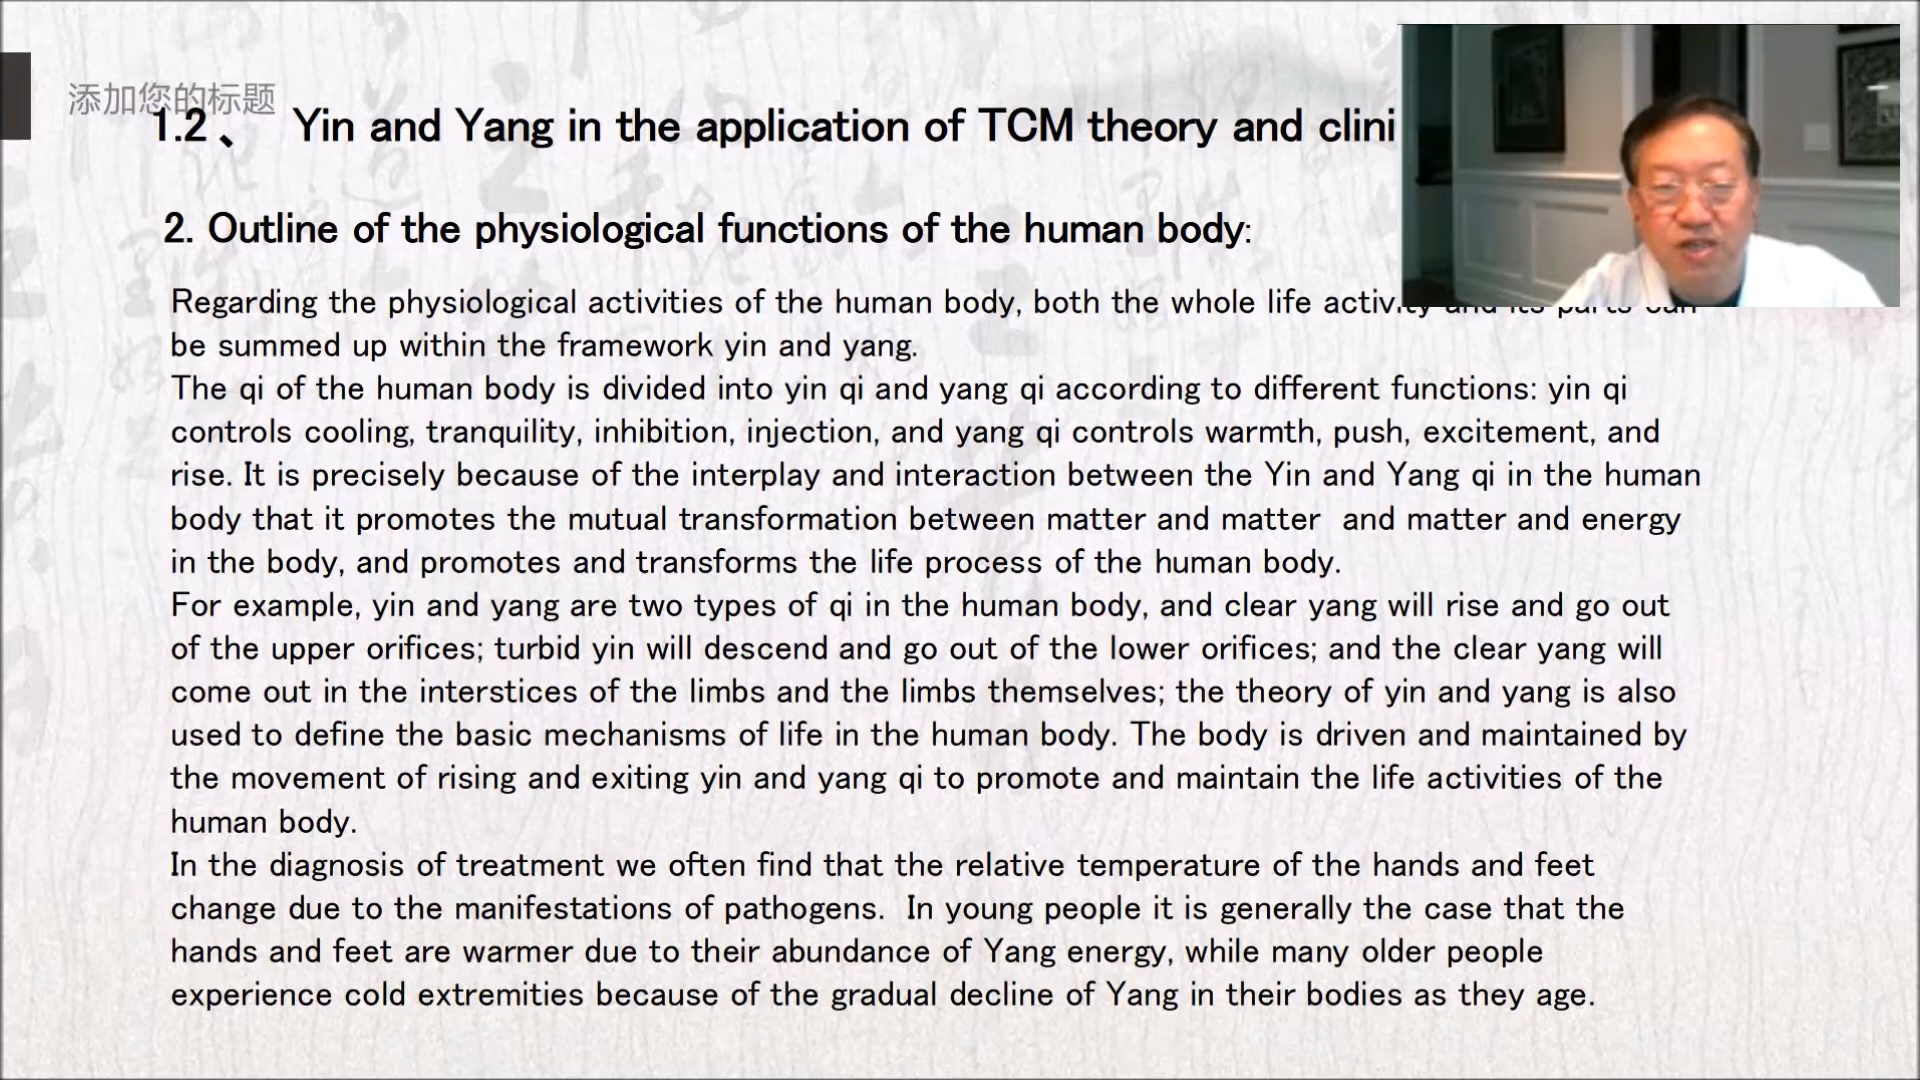 添加您的标题
1.2 、 Yin and Yang in the application of TCM theory and clini
2. Outline of the physiological functions of the human body:
Regarding the physiological activities of the human body, both the whole life activity and its parts can
be summed up within the framework yin and yang.
The qi of the human body is divided into yin qi and yang qi according to different functions: yin qi
controls cooling, tranquility, inhibition, injection, and yang qi controls warmth, push, excitement, and
rise. It is precisely because of the interplay and interaction between the Yin and Yang qi in the human
body that it promotes the mutual transformation between matter and matter  and matter and energy
in the body, and promotes and transforms the life process of the human body.
For example, yin and yang are two types of qi in the human body, and clear yang will rise and go out
of the upper orifices; turbid yin will descend and go out of the lower orifices; and the clear yang will
come out in the interstices of the limbs and the limbs themselves; the theory of yin and yang is also
used to define the basic mechanisms of life in the human body. The body is driven and maintained by
the movement of rising and exiting yin and yang qi to promote and maintain the life activities of the
human body.
In the diagnosis of treatment we often find that the relative temperature of the hands and feet
change due to the manifestations of pathogens.  In young people it is generally the case that the
hands and feet are warmer due to their abundance of Yang energy, while many older people
experience cold extremities because of the gradual decline of Yang in their bodies as they age.